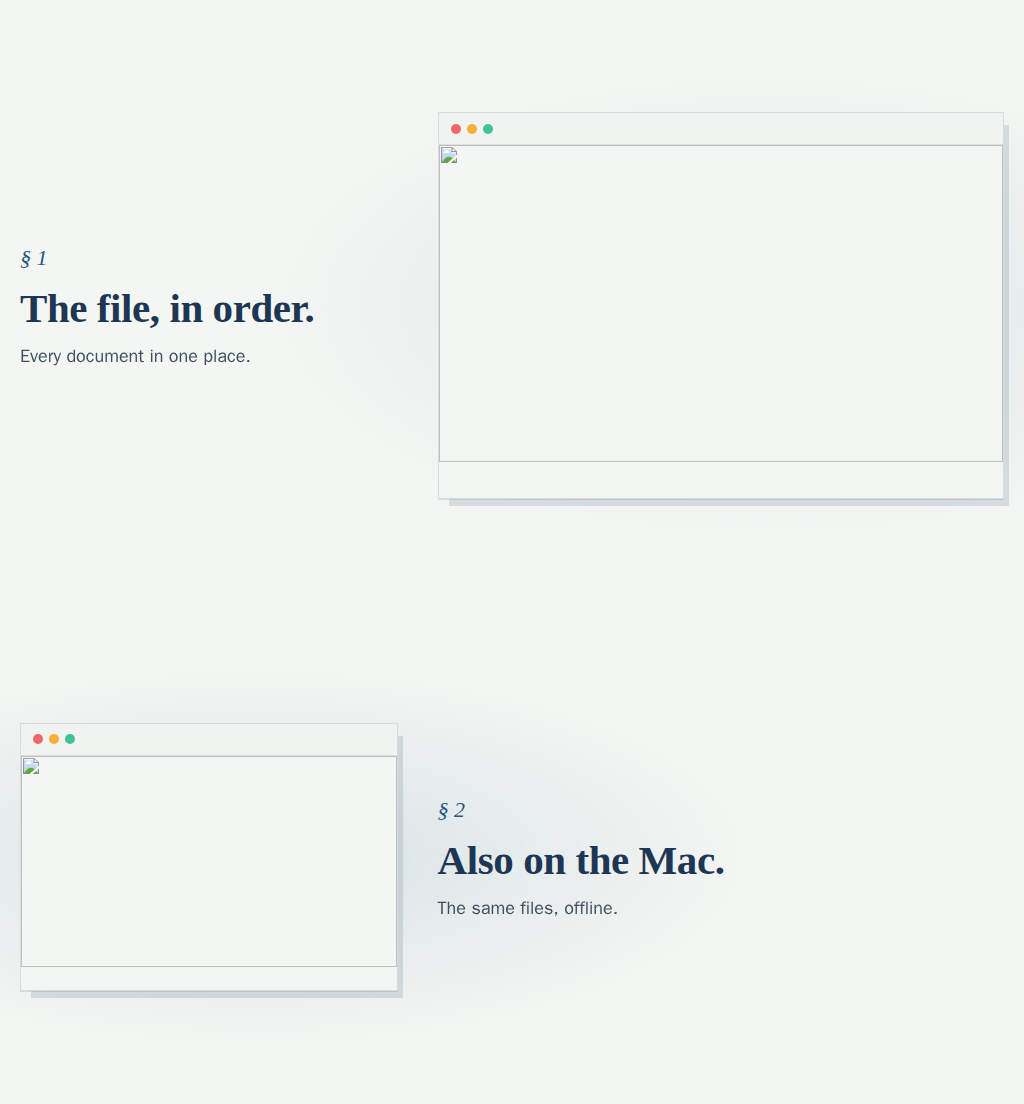 § 1
The file, in order.
Every document in one place.
§ 2
Also on the Mac.
The same files, offline.